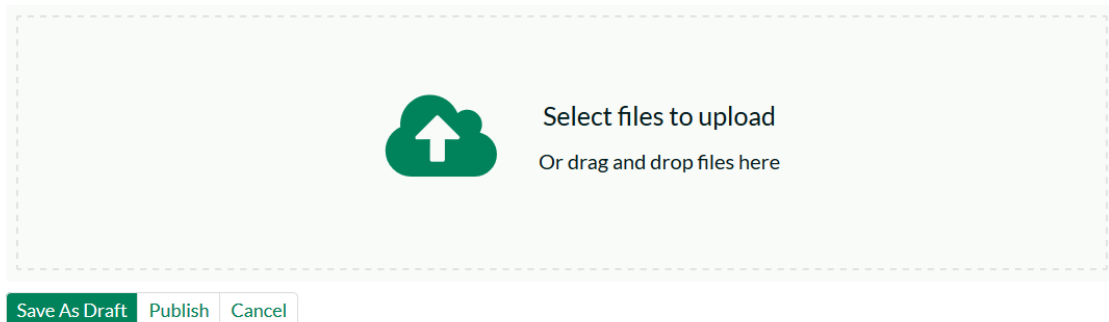 Select files to upload
Or drag and drop files here
Save As Draft Publish Cancel